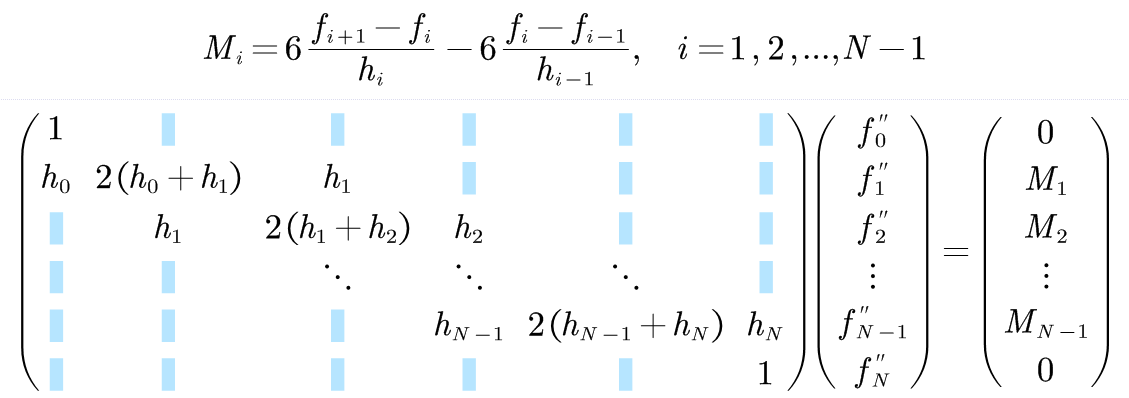 M_i = 6 (f_{i+1} − f_i)/h_i − 6 (f_i − f_{i−1})/h_{i−1}, i = 1, 2, ..., N − 1
1 f''_0 0
h_0 2(h_0 + h_1) h_1 f''_1 M_1
h_1 2(h_1 + h_2) h_2 f''_2 = M_2
⋱ ⋱ ⋱ ⋮ ⋮
h_{N−1} 2(h_{N−1} + h_N) h_N f''_{N−1} M_{N−1}
1 f''_N 0